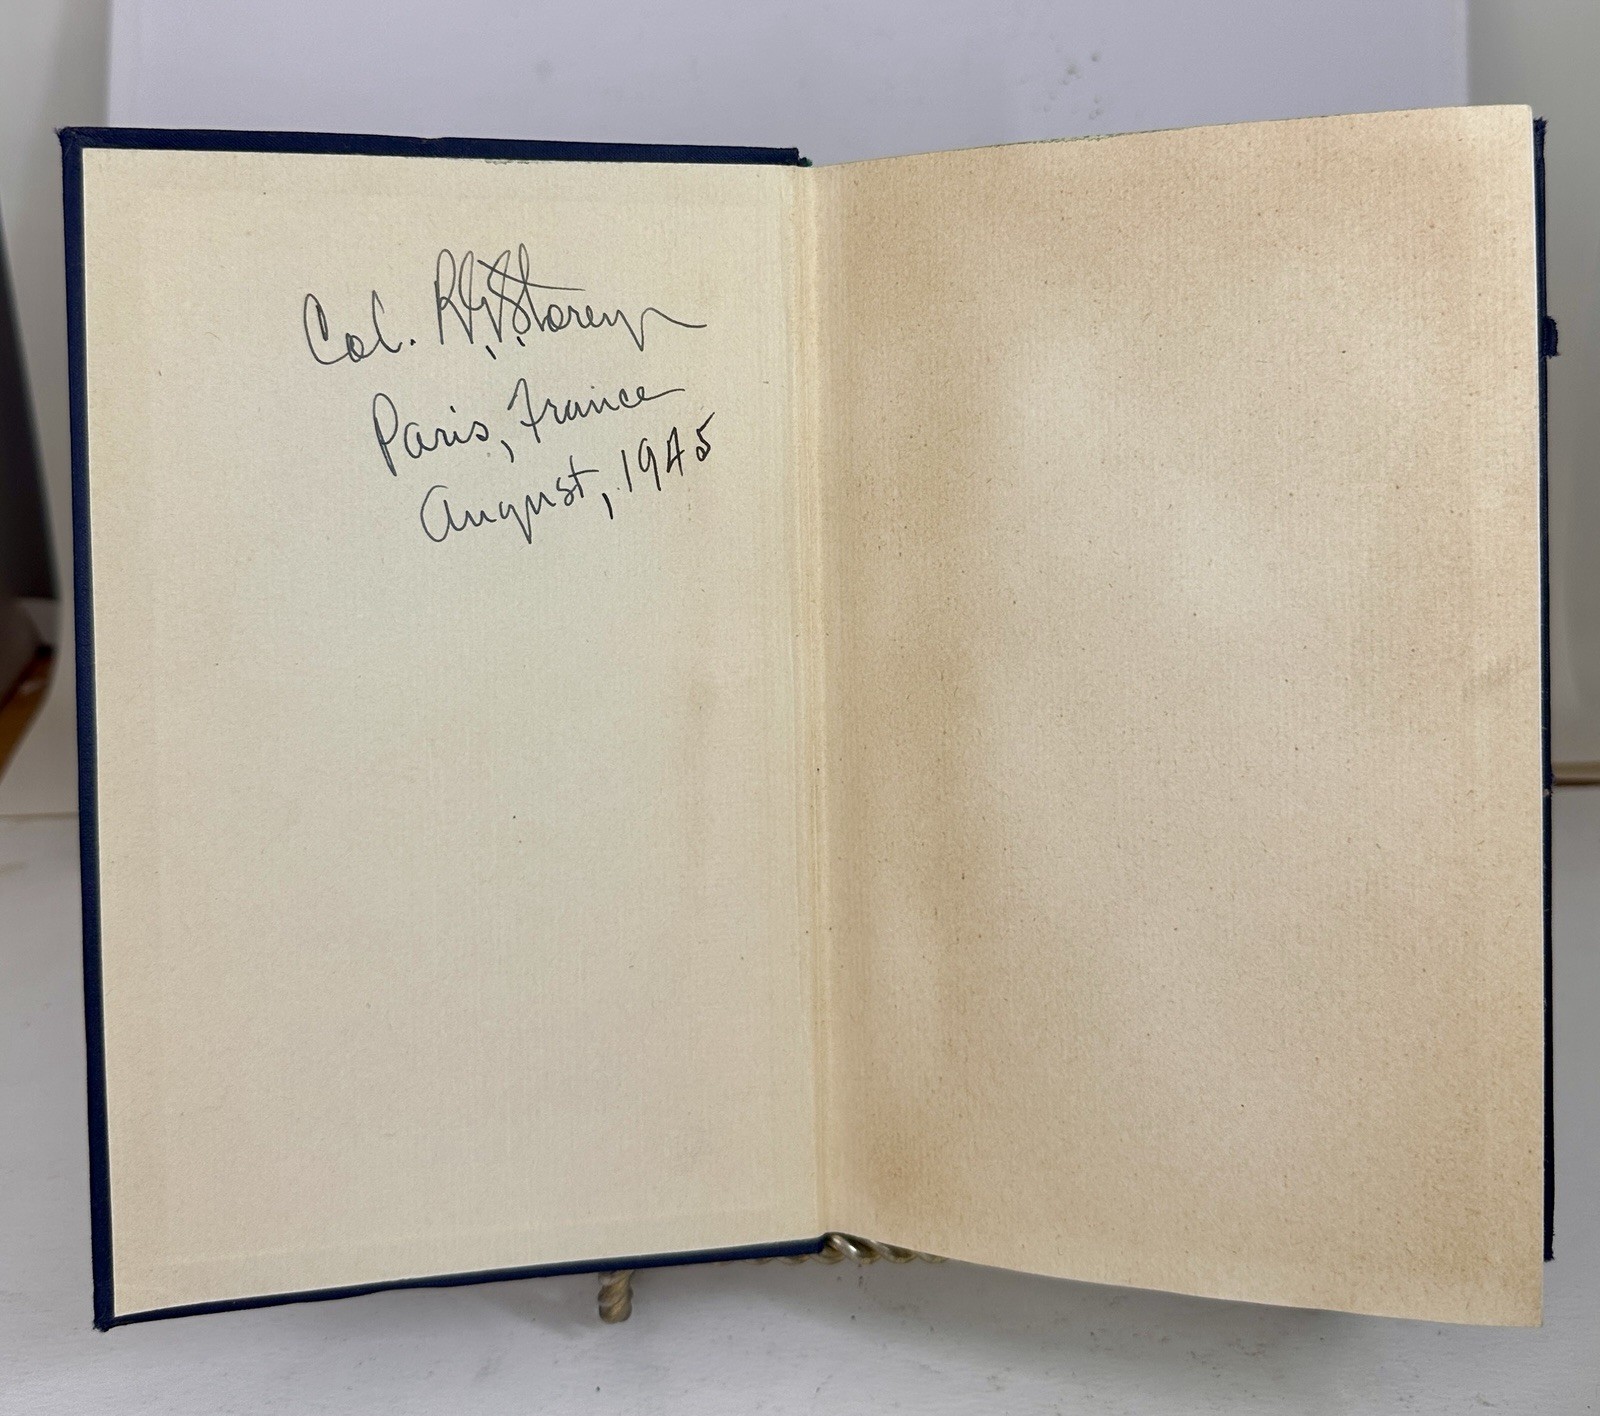 Col. R.G. Storey
Paris, France
August, 1945